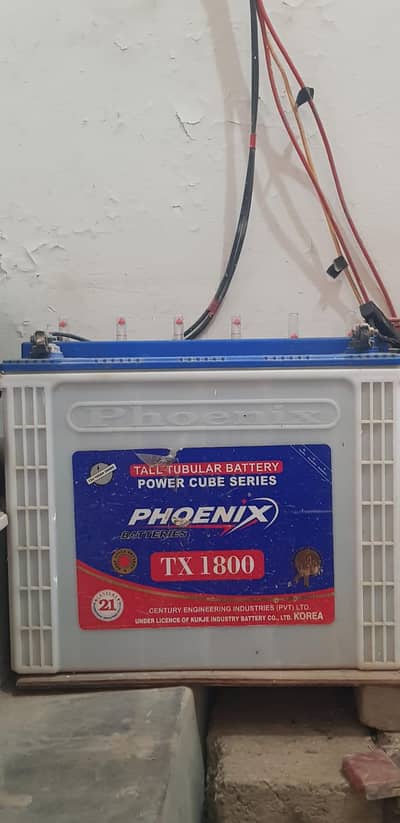 Phoenix
TALL TUBULAR BATTERY
POWER CUBE SERIES
PHOENIX
BATTERIES
TX 1800
21
CENTURY ENGINEERING INDUSTRIES (PVT) LTD.
UNDER LICENCE OF KUKJE INDUSTRY BATTERY CO., LTD. KOREA